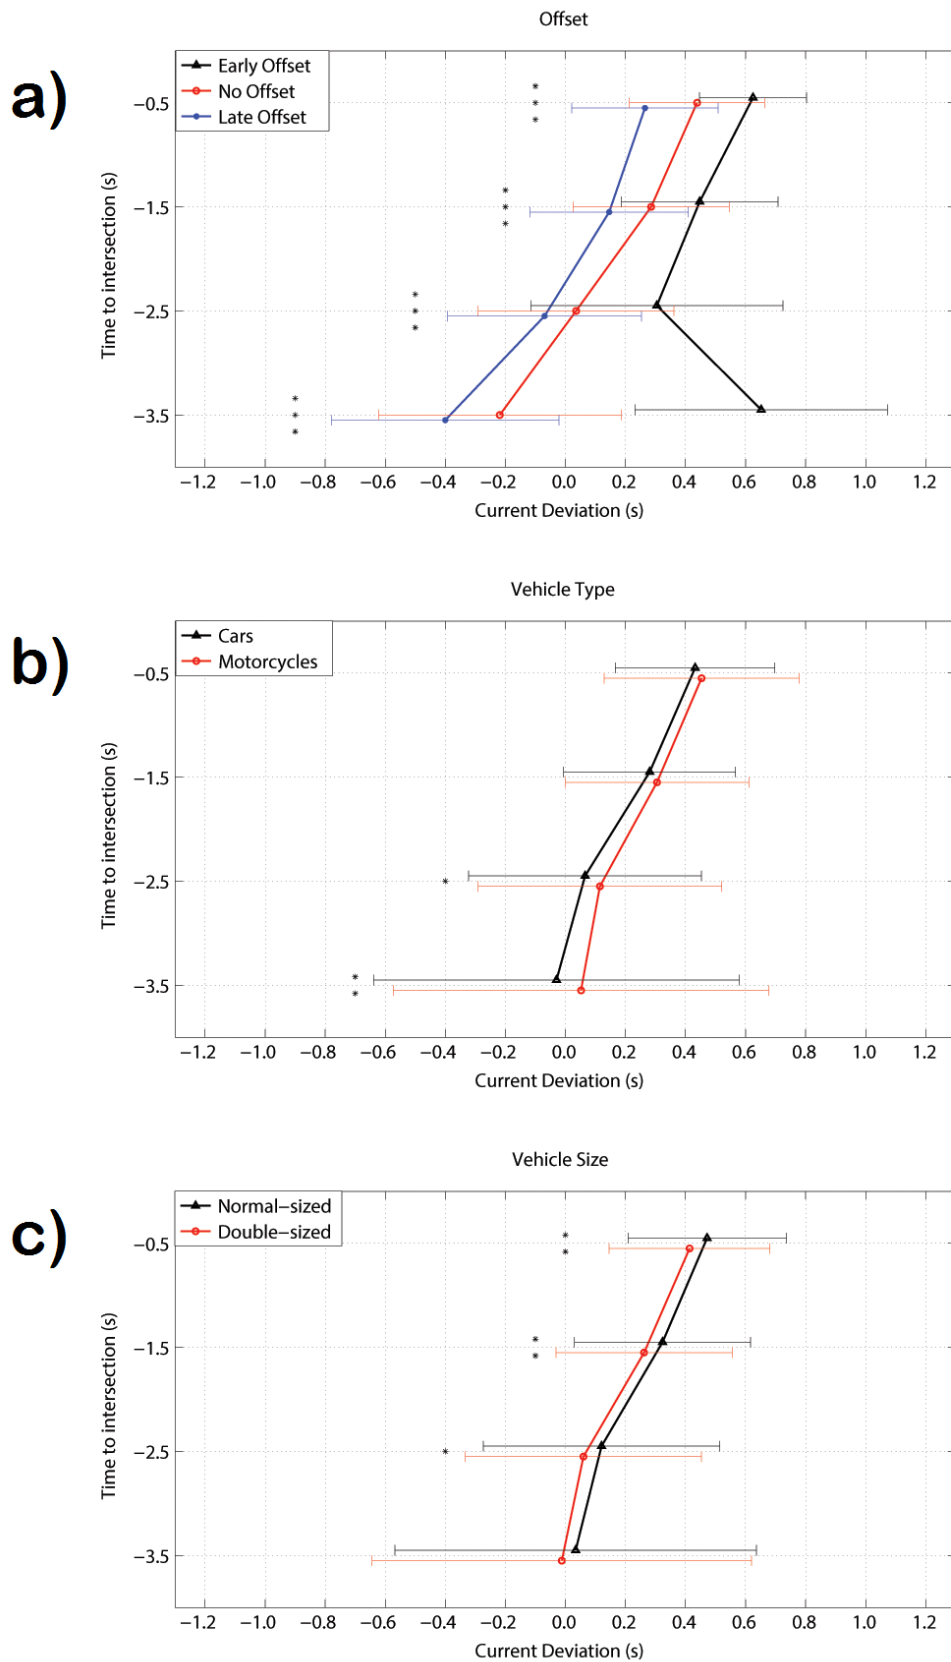 Offset
a)
Early Offset
No Offset
Late Offset
*
*
*
*
*
*
*
*
*
*
*
*
−0.5
−1.5
−2.5
−3.5
Time to intersection (s)
−1.2 −1.0 −0.8 −0.6 −0.4 −0.2 0.0 0.2 0.4 0.6 0.8 1.0 1.2
Current Deviation (s)
Vehicle Type
b)
Cars
Motorcycles
*
*
*
−0.5
−1.5
−2.5
−3.5
Time to intersection (s)
−1.2 −1.0 −0.8 −0.6 −0.4 −0.2 0.0 0.2 0.4 0.6 0.8 1.0 1.2
Current Deviation (s)
Vehicle Size
c)
Normal−sized
Double−sized
*
*
*
*
*
−0.5
−1.5
−2.5
−3.5
Time to intersection (s)
−1.2 −1.0 −0.8 −0.6 −0.4 −0.2 0.0 0.2 0.4 0.6 0.8 1.0 1.2
Current Deviation (s)